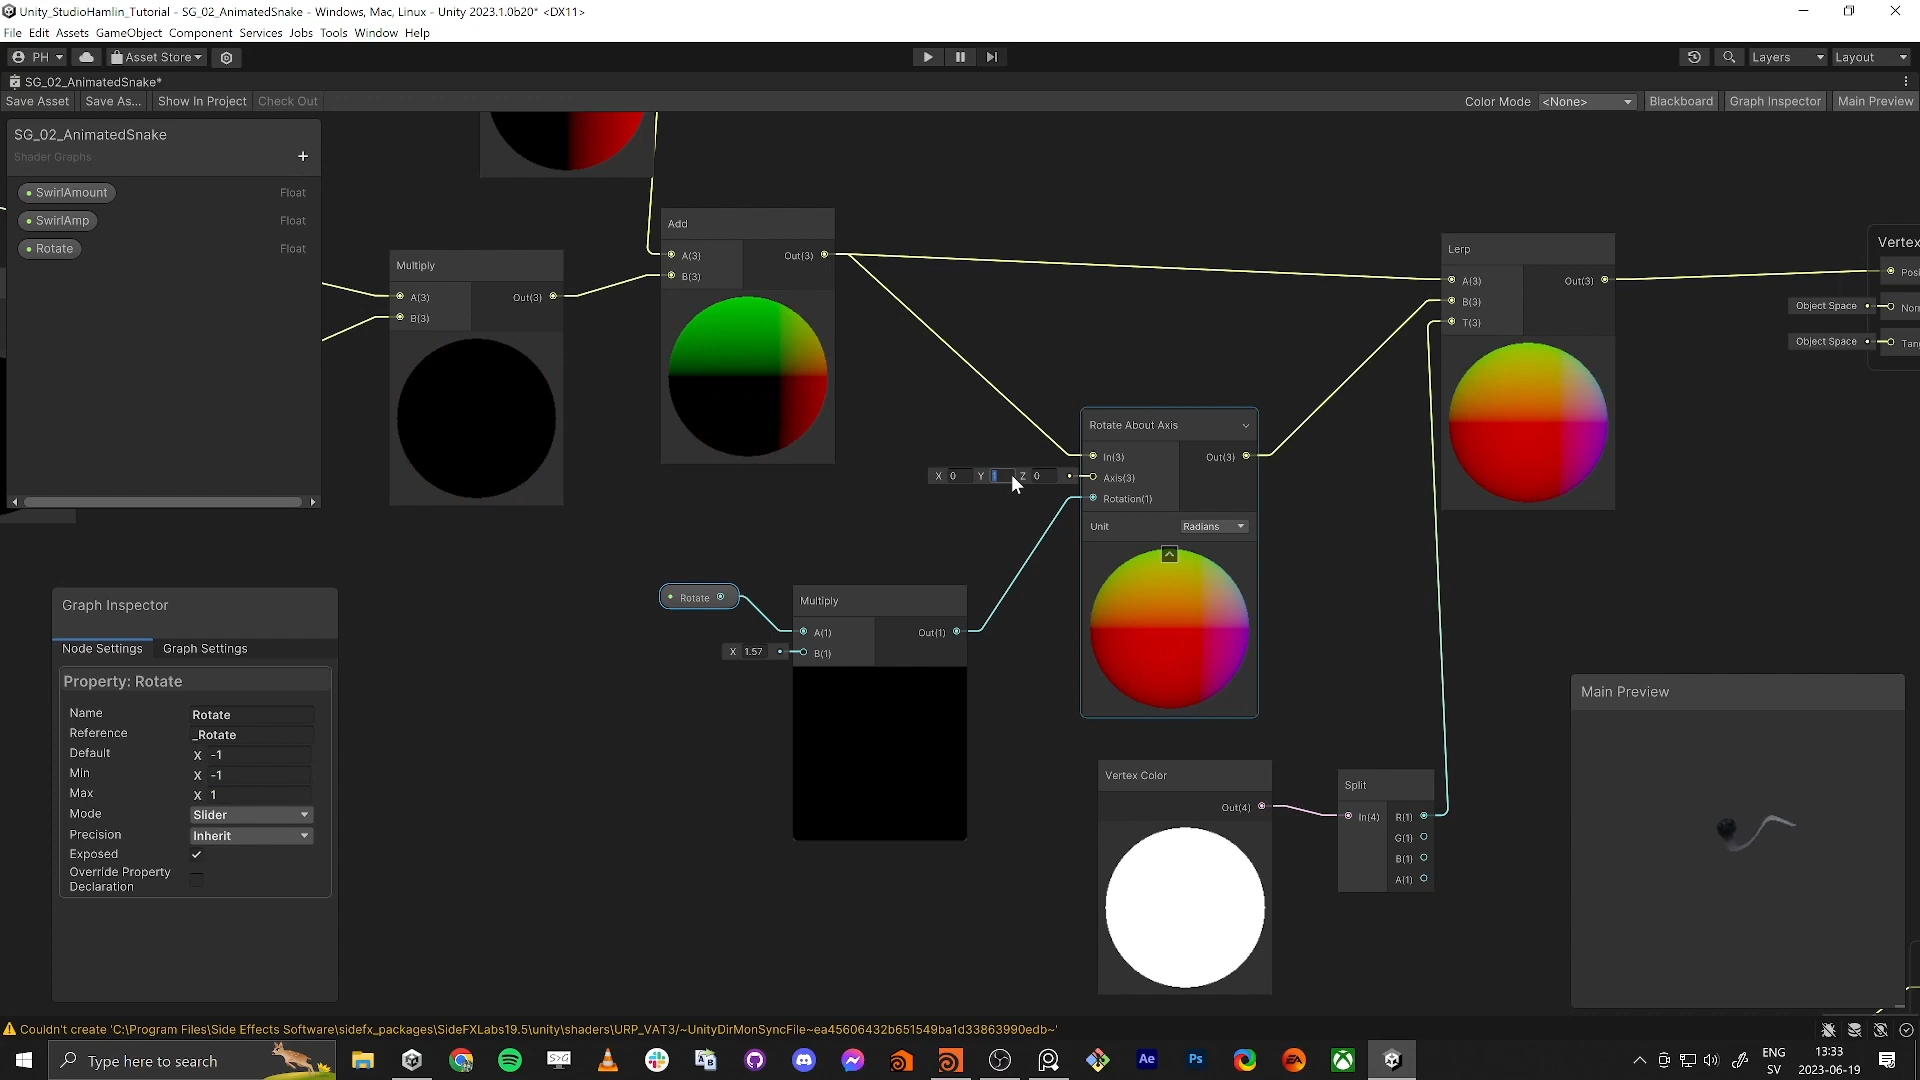 Unity_StudioHamlin_Tutorial - SG_02_AnimatedSnake - Windows, Mac, Linux - Unity 2023.1.0b20* <DX11>
File Edit Assets GameObject Component Services Jobs Tools Window Help
PH Asset Store Layers Layout
SG_02_AnimatedSnake*
Save Asset Save As... Show In Project Check Out Color Mode <None> Blackboard Graph Inspector Main Preview
SG_02_AnimatedSnake
Shader Graphs
+
SwirlAmount Float
SwirlAmp Float
Rotate Float
Multiply
A(3) Out(3)
B(3)
Add
A(3) Out(3)
B(3)
Lerp
A(3) Out(3)
B(3)
T(3)
Vertex
Posi
Object Space Norr
Object Space Tang
Rotate About Axis
In(3) Out(3)
X 0 Y Z 0 Axis(3)
Rotation(1)
Unit Radians
Rotate
Multiply
A(1) Out(1)
X 1.57 B(1)
Vertex Color
Out(4)
Split
In(4) R(1)
G(1)
B(1)
A(1)
Graph Inspector
Node Settings Graph Settings
Property: Rotate
Name Rotate
Reference _Rotate
Default X -1
Min X -1
Max X 1
Mode Slider
Precision Inherit
Exposed
Override Property
Declaration
Main Preview
Couldn't create 'C:\Program Files\Side Effects Software\sidefx_packages\SideFXLabs19.5\unity\shaders\URP_VAT3/~UnityDirMonSyncFile~ea45606432b651549ba1d33863990edb~'
Type here to search
Ae Ps EA
ENG
SV
13:33
2023-06-19